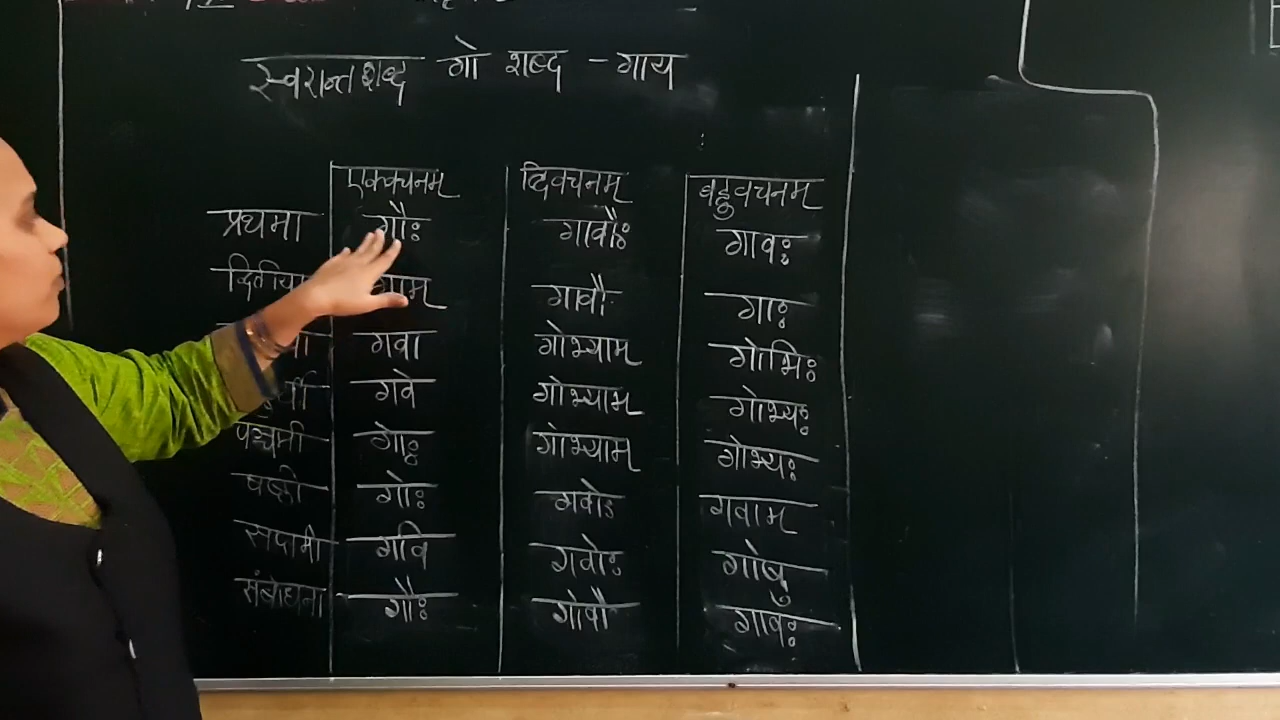 स्वरान्त शब्द गो शब्द - गाय
एकवचनम् द्विवचनम् बहुवचनम्
प्रथमा गौः गावौः गावः
द्वितीया गाम् गावौः गाः
गवा गोभ्याम् गोभिः
गवे गोभ्याम् गोभ्यः
पञ्चमी गोः गोभ्याम् गोभ्यः
षष्ठी गोः गवोः गवाम्
सप्तमी गवि गवोः गोषु
संबोधना गौः गोवौ गावः